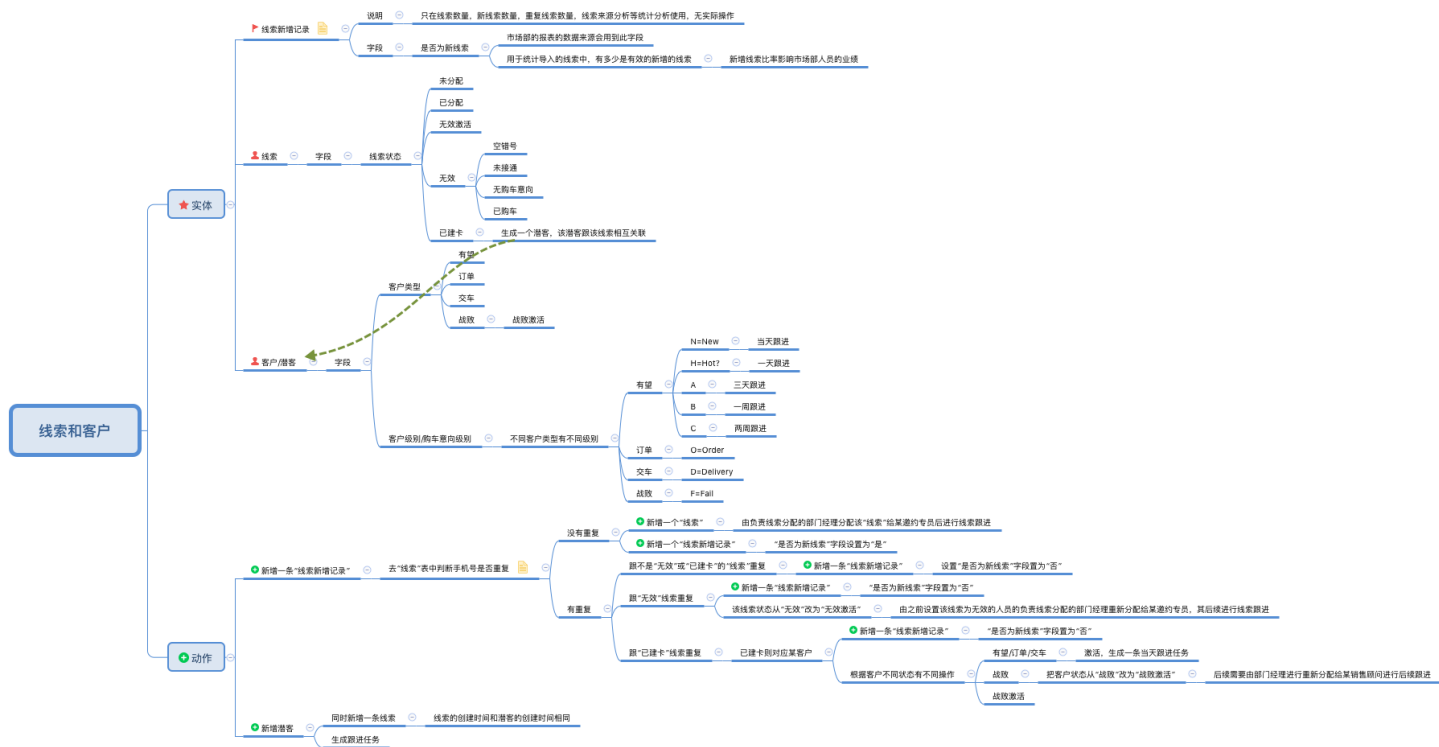 线索和客户
实体
线索新增记录
说明
只在线索数量，新线索数量，重复线索数量，线索来源分析等统计分析使用，无实际操作
字段
是否为新线索
市场部的报表的数据来源会用到此字段
用于统计导入的线索中，有多少是有效的新增的线索
新增线索比率影响市场部人员的业绩
线索
字段
线索状态
未分配
已分配
无效激活
无效
空错号
未接通
无购车意向
已购车
已建卡
生成一个潜客，该潜客跟该线索相互关联
客户/潜客
字段
客户类型
有望
订单
交车
战败
战败激活
客户级别/购车意向级别
不同客户类型有不同级别
有望
N=New
当天跟进
H=Hot?
一天跟进
A
三天跟进
B
一周跟进
C
两周跟进
订单
O=Order
交车
D=Delivery
战败
F=Fail
动作
新增一条“线索新增记录”
去“线索”表中判断手机号是否重复
没有重复
新增一个“线索”
由负责线索分配的部门经理分配该“线索”给某邀约专员后进行线索跟进
新增一个“线索新增记录”
“是否为新线索”字段设置为“是”
有重复
跟不是“无效”或“已建卡”的“线索”重复
新增一条“线索新增记录”
设置“是否为新线索”字段置为“否”
跟“无效”线索重复
新增一条“线索新增记录”
“是否为新线索”字段置为“否”
该线索状态从“无效”改为“无效激活”
由之前设置该线索为无效的人员的负责线索分配的部门经理重新分配给某邀约专员，其后续进行线索跟进
跟“已建卡”线索重复
已建卡则对应某客户
新增一条“线索新增记录”
“是否为新线索”字段置为“否”
根据客户不同状态有不同操作
有望/订单/交车
激活，生成一条当天跟进任务
战败
把客户状态从“战败”改为“战败激活”
后续需要由部门经理进行重新分配给某销售顾问进行后续跟进
战败激活
新增潜客
同时新增一条线索
线索的创建时间和潜客的创建时间相同
生成跟进任务